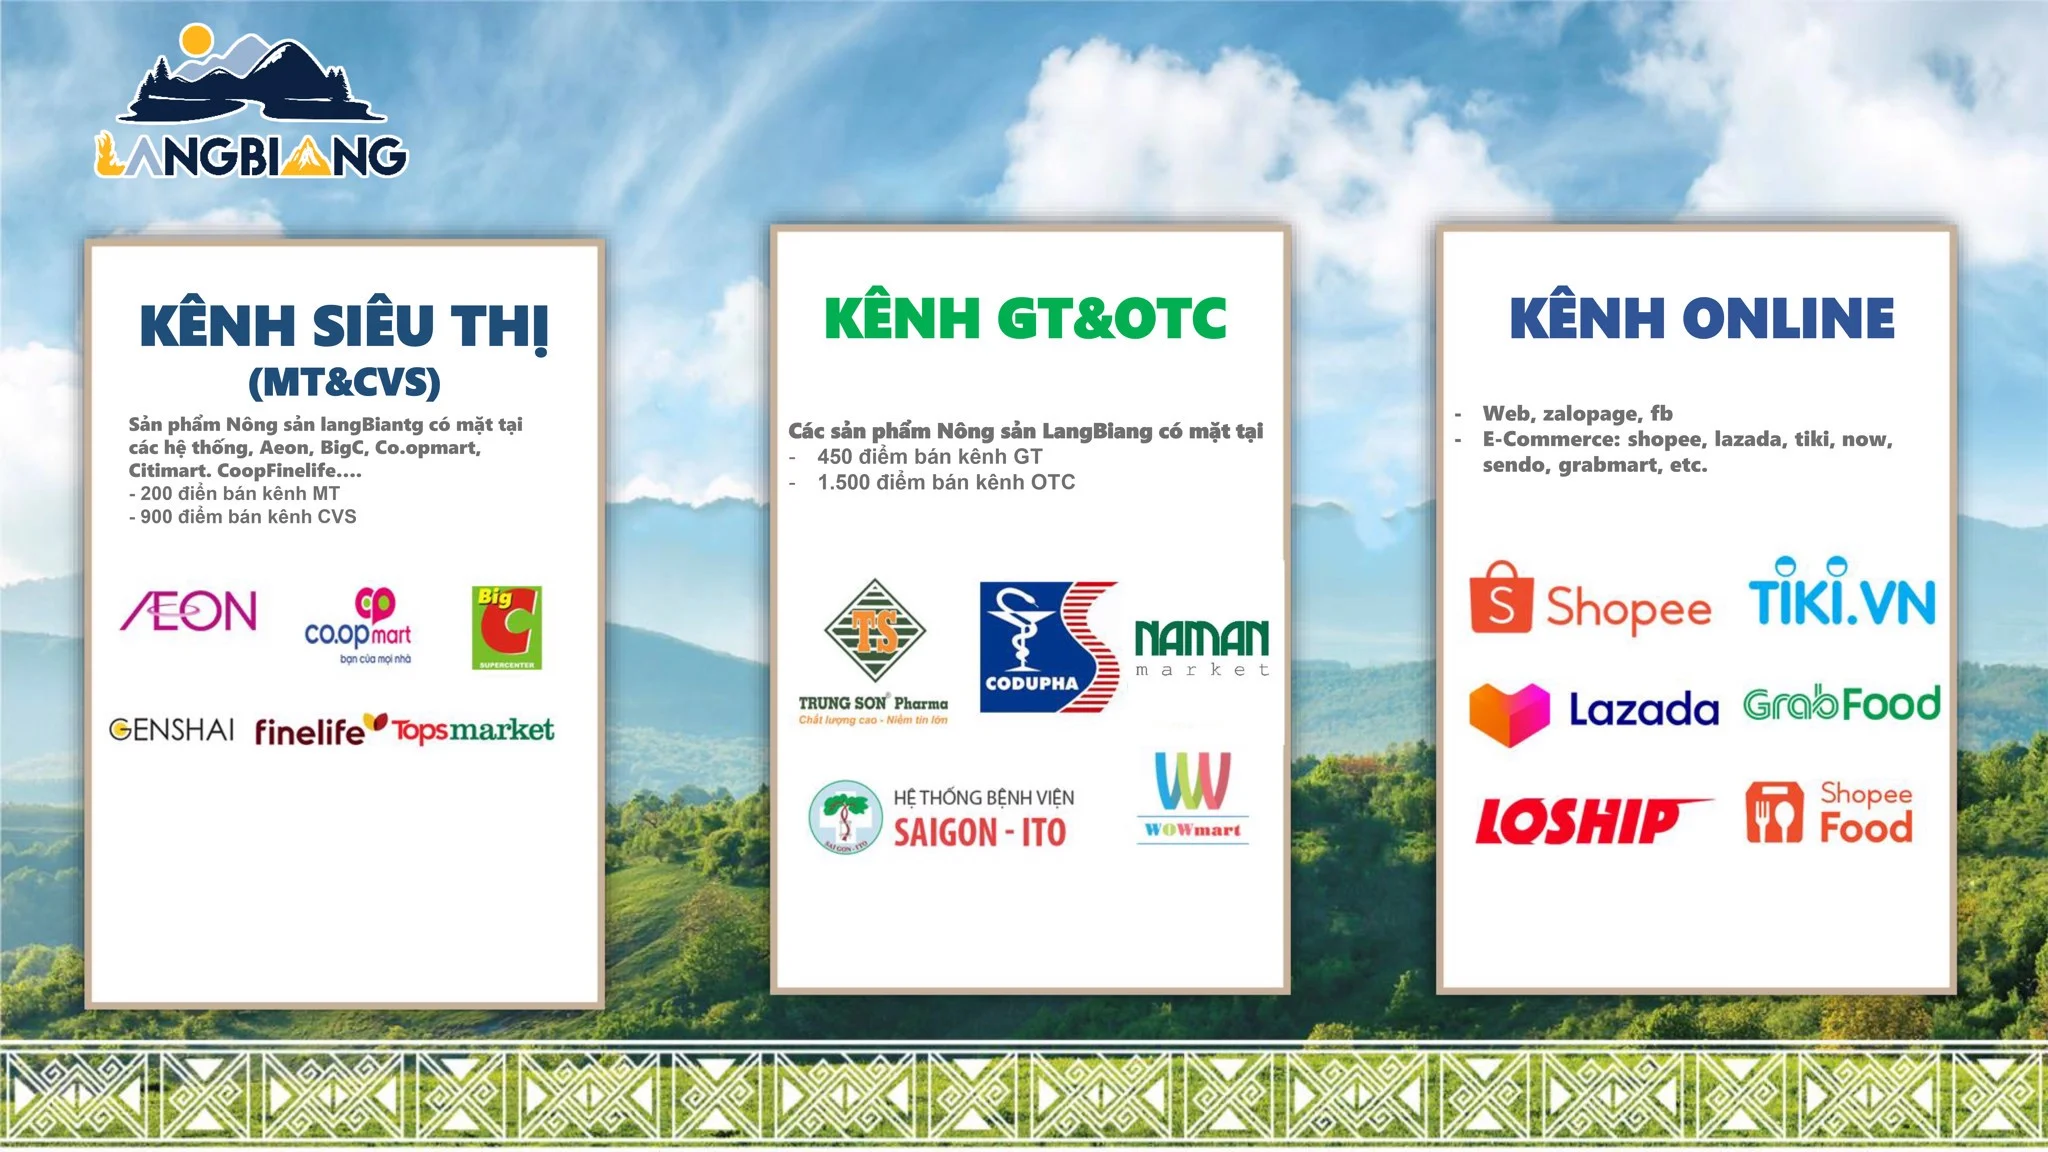 LANGBIANG
KÊNH SIÊU THỊ
(MT&CVS)
Sản phẩm Nông sản langBiantg có mặt tại
các hệ thống, Aeon, BigC, Co.opmart,
Citimart. CoopFinelife....
- 200 điển bán kênh MT
- 900 điểm bán kênh CVS
ÆON
co.opmart
bạn của mọi nhà
Big C
SUPERCENTER
GENSHAI
finelife
Topsmarket
KÊNH GT&OTC
Các sản phẩm Nông sản LangBiang có mặt tại
- 450 điểm bán kênh GT
- 1.500 điểm bán kênh OTC
TS
TRUNG SON® Pharma
Chất lượng cao - Niềm tin lớn
CODUPHA
NAMAN
market
SAI GON - ITO
HỆ THỐNG BỆNH VIỆN
SAIGON - ITO
W
WOWmart
KÊNH ONLINE
- Web, zalopage, fb
- E-Commerce: shopee, lazada, tiki, now,
sendo, grabmart, etc.
S Shopee
TiKi.VN
Lazada
GrabFood
LOSHIP
Shopee
Food